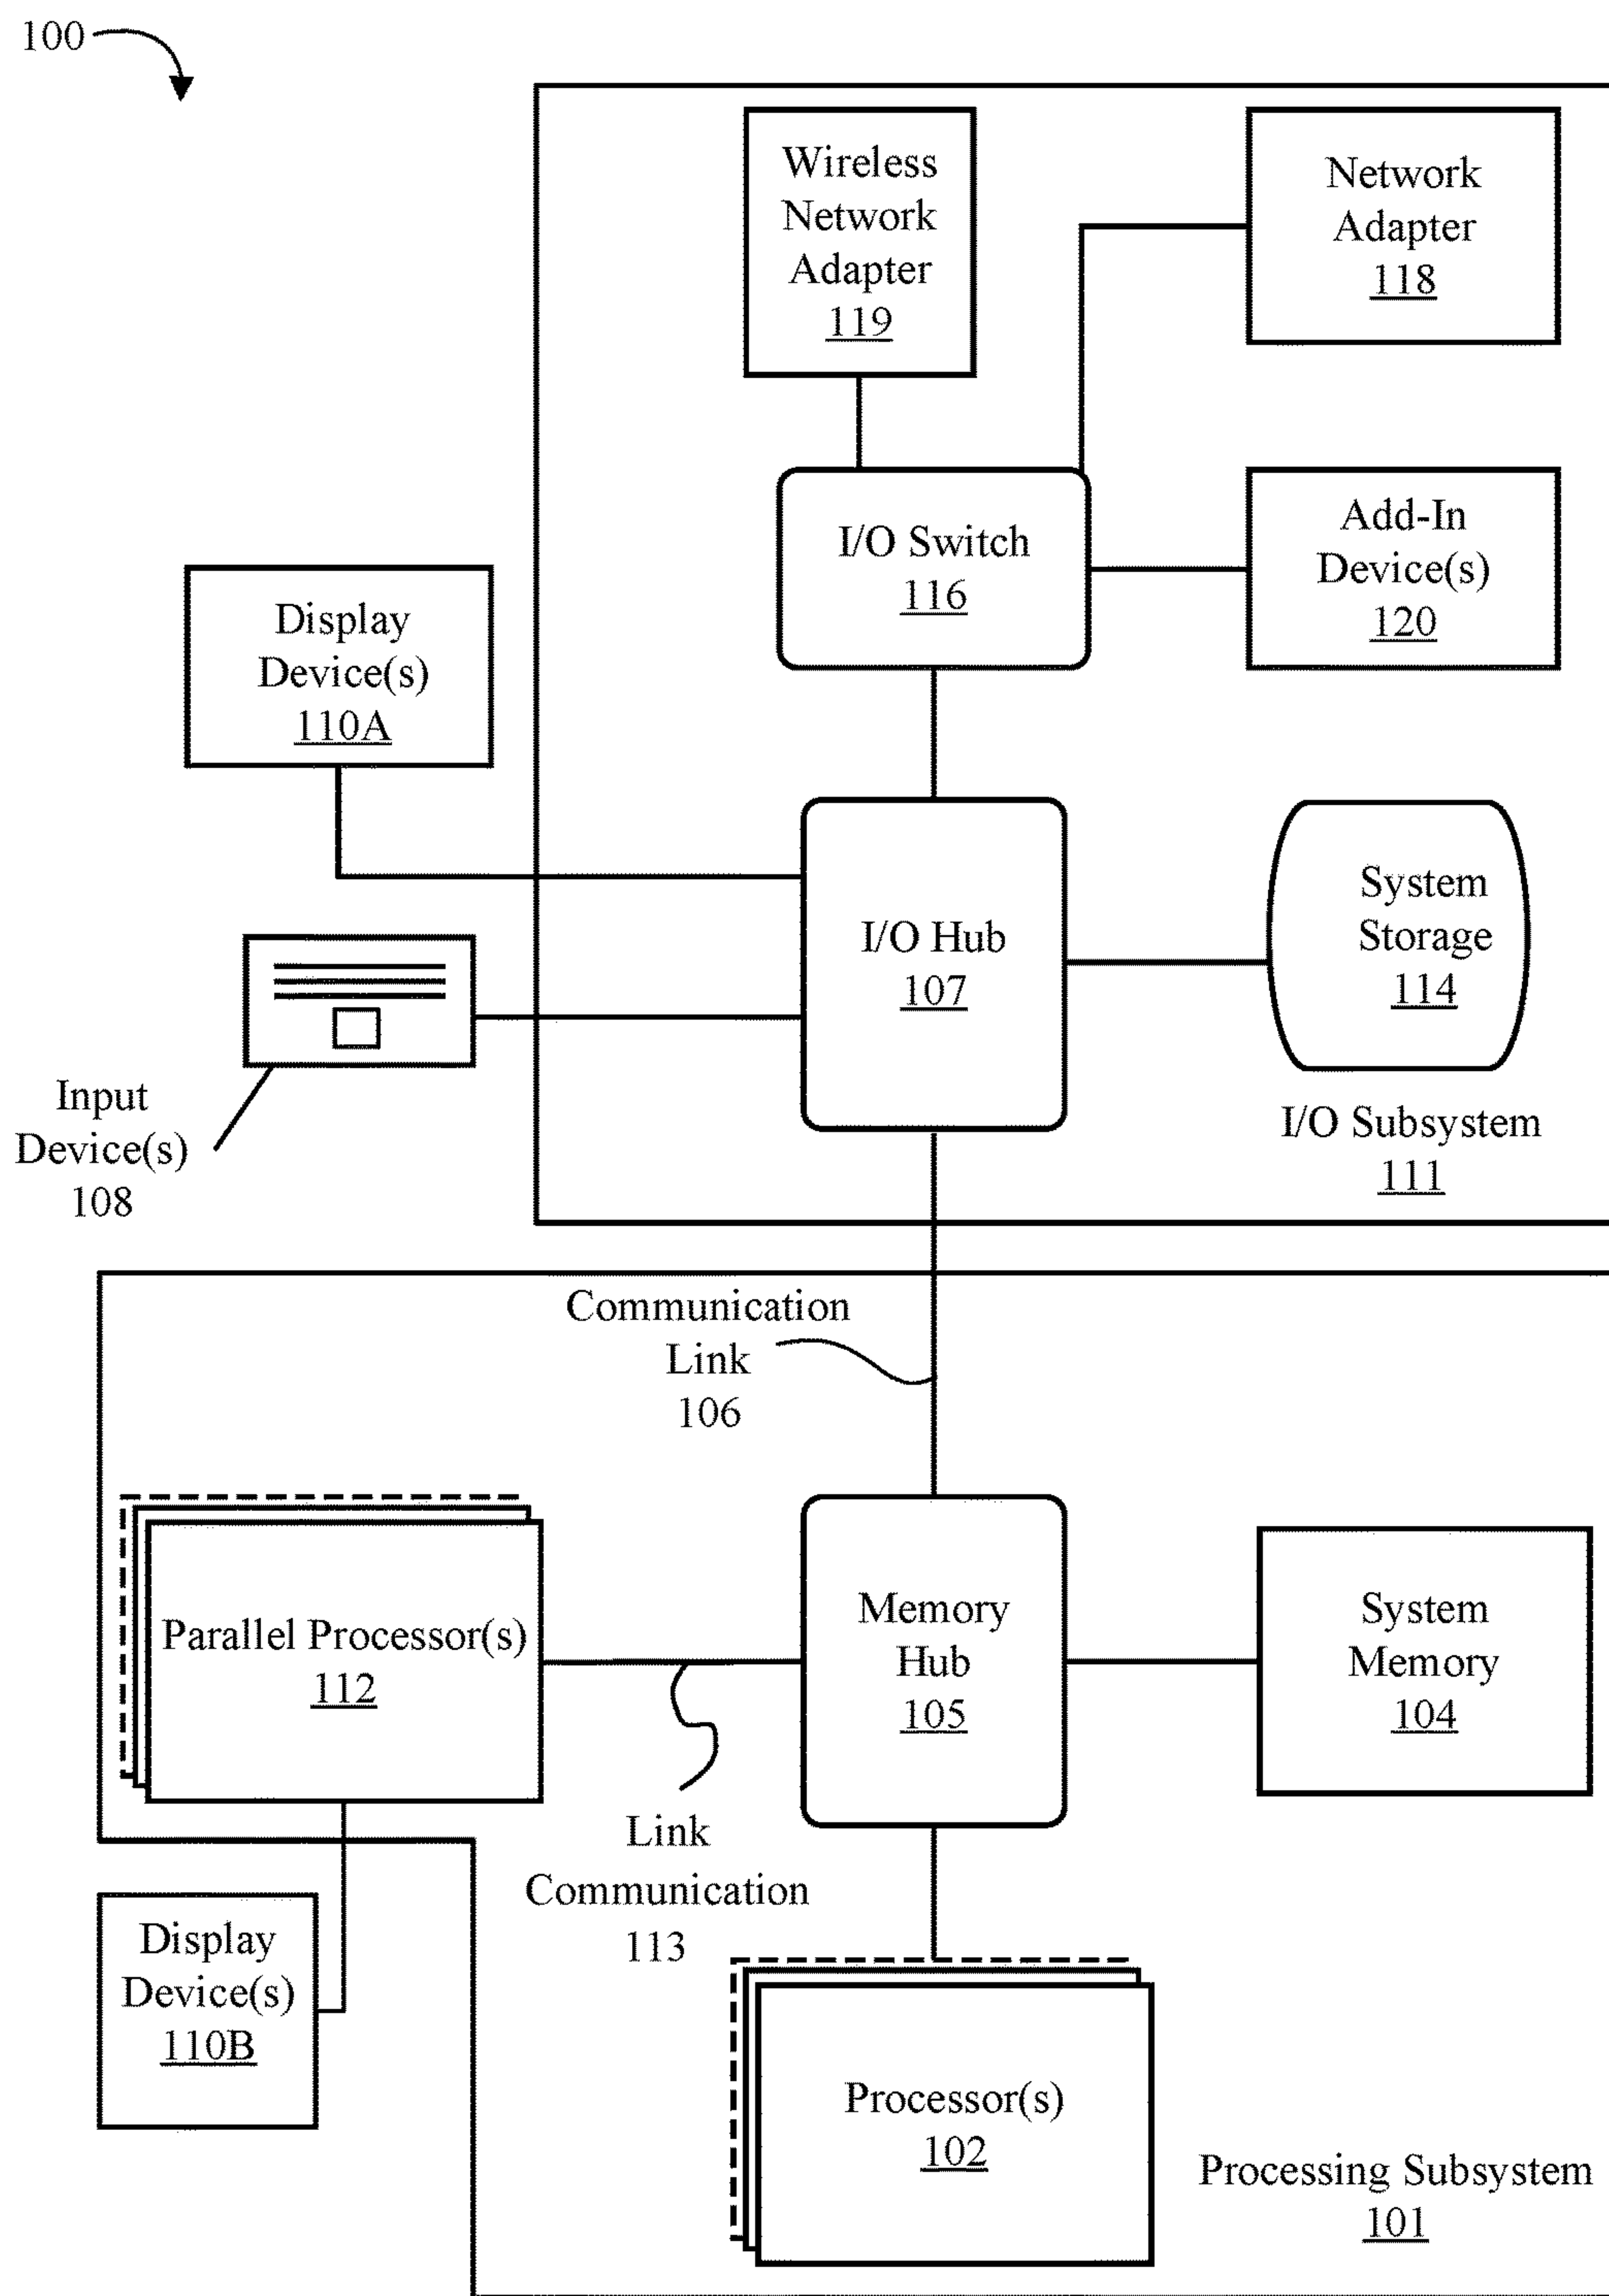 100
Wireless
Network
Adapter
119
Network
Adapter
118
I/O Switch
116
Add-In
Device(s)
120
Display
Device(s)
110A
I/O Hub
107
System
Storage
114
Input
Device(s)
108
I/O Subsystem
111
Communication
Link
106
Parallel Processor(s)
112
Memory
Hub
105
System
Memory
104
Link
Communication
113
Display
Device(s)
110B
Processor(s)
102
Processing Subsystem
101